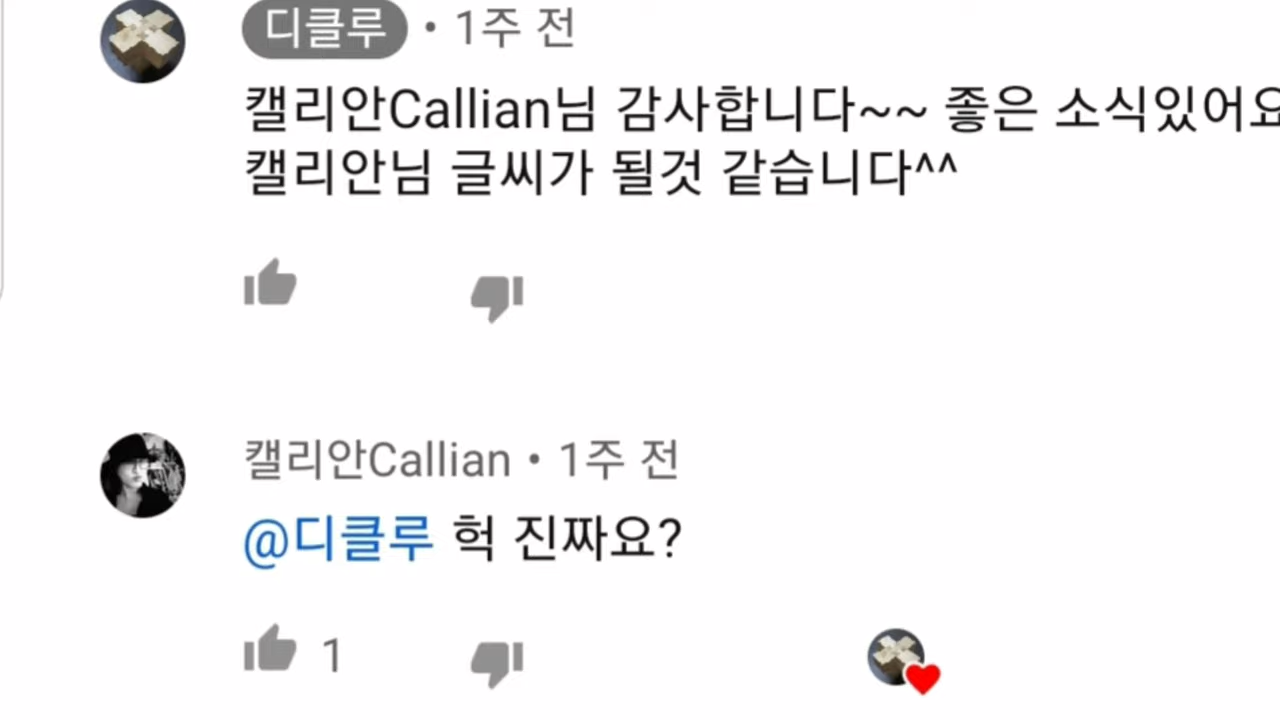 디클루 • 1주 전
캘리안Callian님 감사합니다~~ 좋은 소식있어요
캘리안님 글씨가 될것 같습니다^^
캘리안Callian • 1주 전
@디클루 헉 진짜요?
1